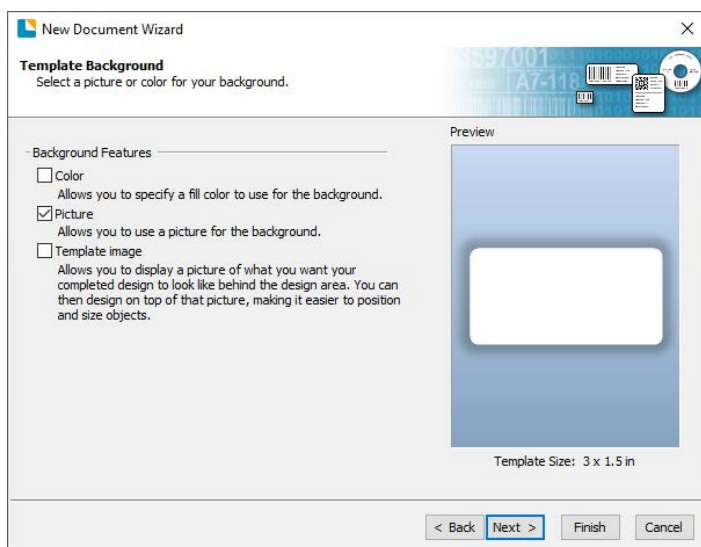 New Document Wizard
Template Background
Select a picture or color for your background.
597001
A7-118
Background Features
Color
Allows you to specify a fill color to use for the background.
Picture
Allows you to use a picture for the background.
Template image
Allows you to display a picture of what you want your
completed design to look like behind the design area. You can
then design on top of that picture, making it easier to position
and size objects.
Preview
Template Size: 3 x 1.5 in
< Back
Next >
Finish
Cancel